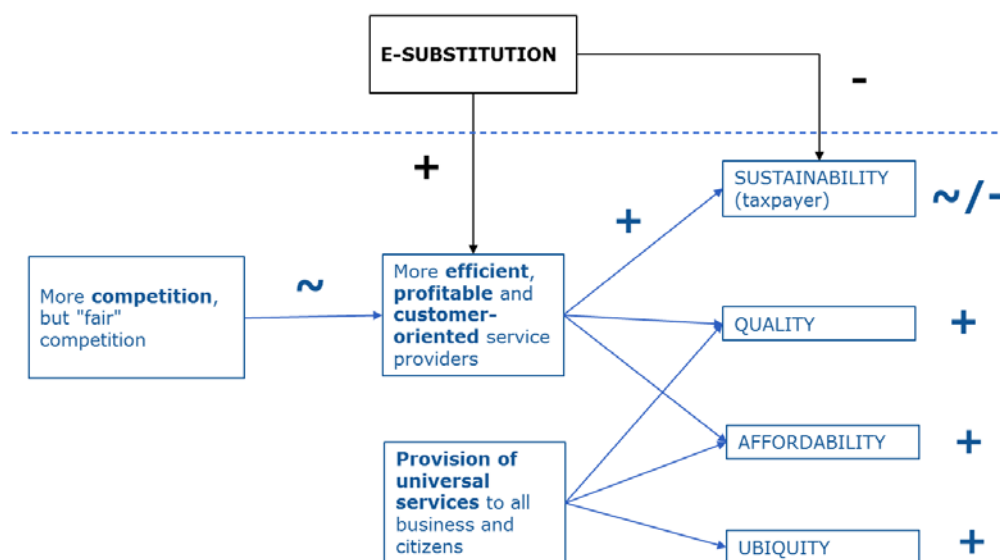 E-SUBSTITUTION
-
+
SUSTAINABILITY
(taxpayer)
~/-
+
More competition,
but "fair"
competition
~
More efficient,
profitable and
customer-
oriented service
providers
QUALITY
+
AFFORDABILITY
+
Provision of
universal
services to all
business and
citizens
UBIQUITY
+